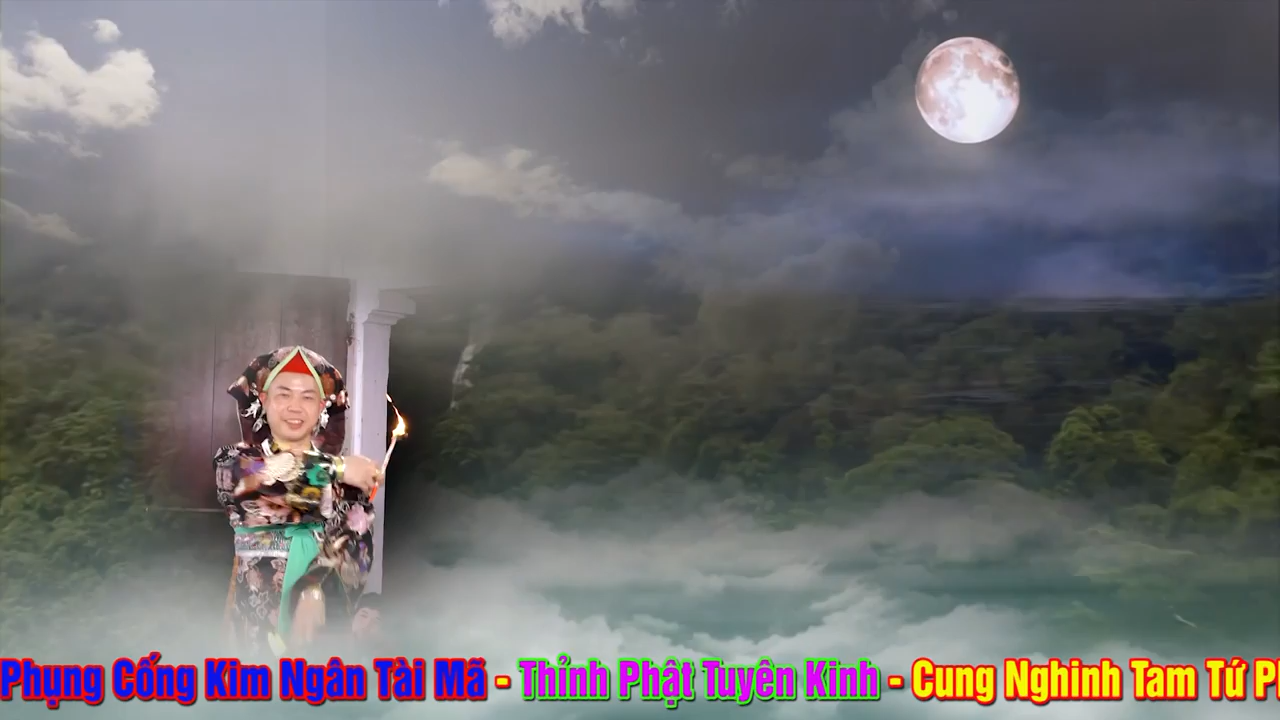 Phụng Cống Kim Ngân Tài Mã - Thỉnh Phật Tuyên Kinh - Cung Nghinh Tam Tứ